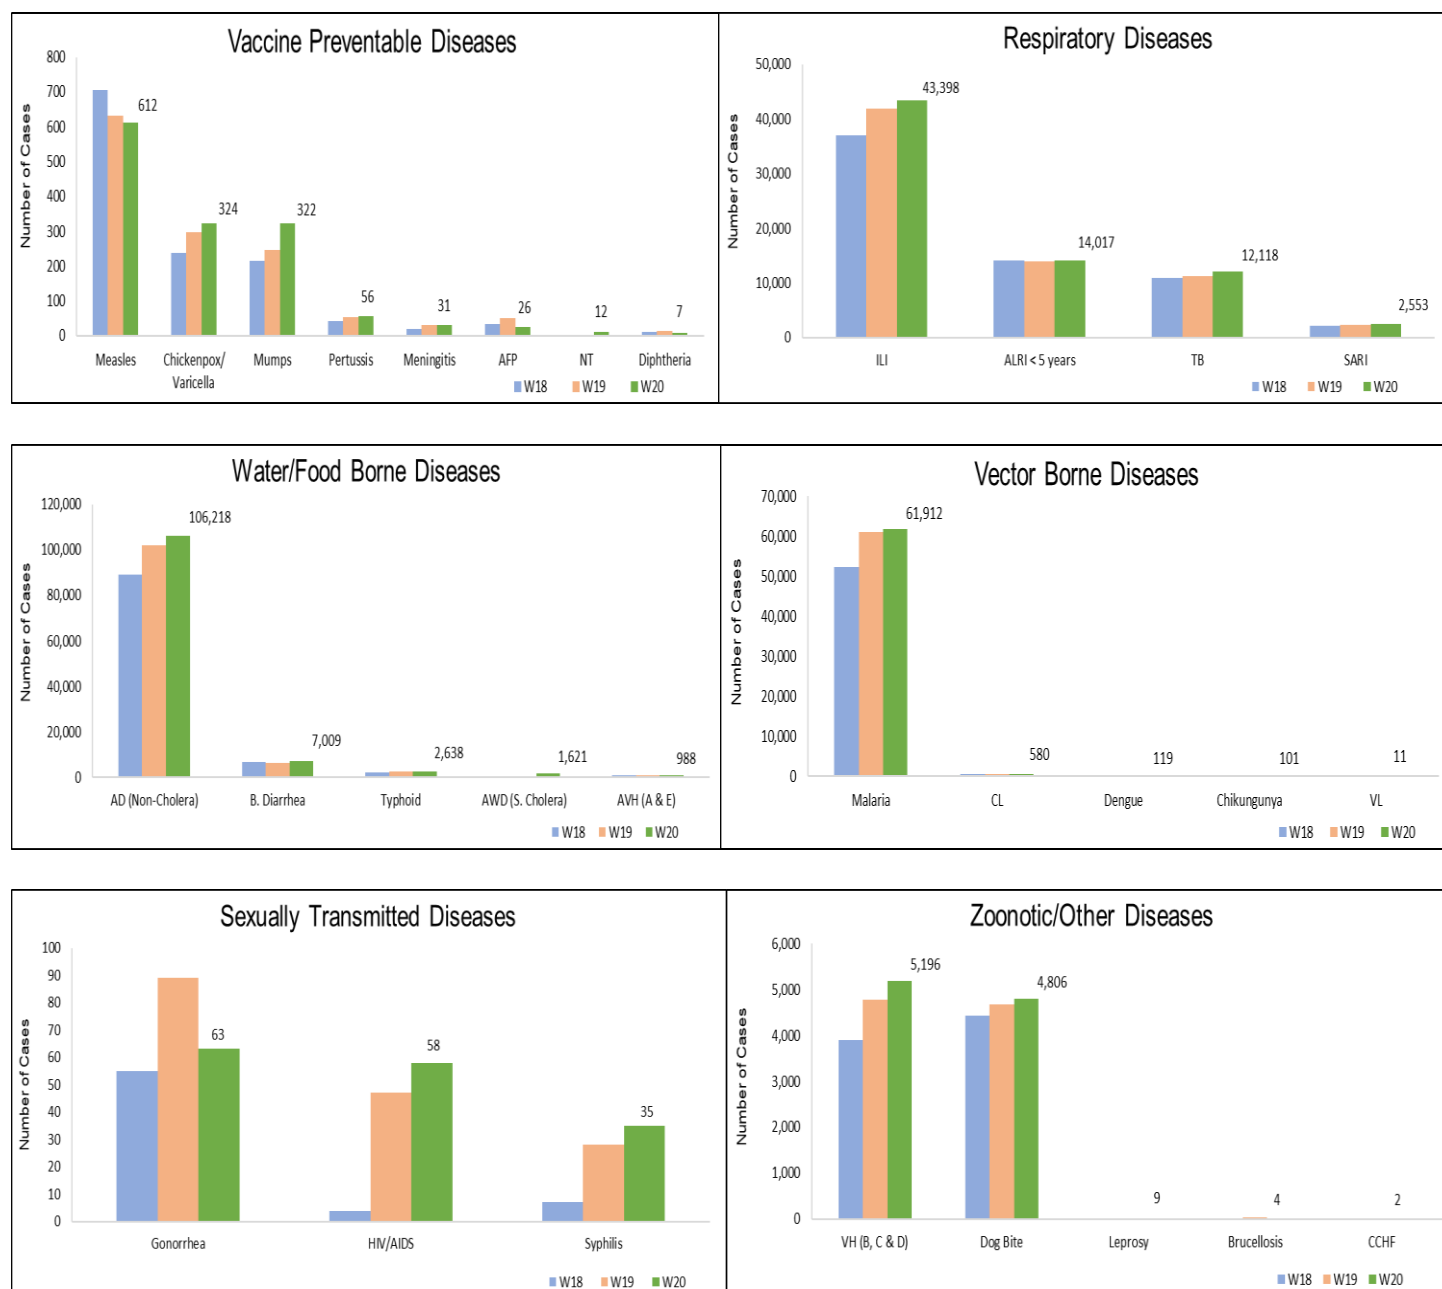 Vaccine Preventable Diseases
Number of Cases
800
700
600
500
400
300
200
100
0
612
324
322
56
31
26
12
7
Measles
Chickenpox/
Varicella
Mumps
Pertussis
Meningitis
AFP
NT
Diphtheria
W18 W19 W20
Respiratory Diseases
Number of Cases
50,000
40,000
30,000
20,000
10,000
0
43,398
14,017
12,118
2,553
ILI
ALRI < 5 years
TB
SARI
W18 W19 W20
Water/Food Borne Diseases
Number of Cases
120,000
100,000
80,000
60,000
40,000
20,000
0
106,218
7,009
2,638
1,621
988
AD (Non-Cholera)
B. Diarrhea
Typhoid
AWD (S. Cholera)
AVH (A & E)
W18 W19 W20
Vector Borne Diseases
Number of Cases
70,000
60,000
50,000
40,000
30,000
20,000
10,000
0
61,912
580
119
101
11
Malaria
CL
Dengue
Chikungunya
VL
W18 W19 W20
Sexually Transmitted Diseases
Number of Cases
100
90
80
70
60
50
40
30
20
10
0
63
58
35
Gonorrhea
HIV/AIDS
Syphilis
W18 W19 W20
Zoonotic/Other Diseases
Number of Cases
6,000
5,000
4,000
3,000
2,000
1,000
0
5,196
4,806
9
4
2
VH (B, C & D)
Dog Bite
Leprosy
Brucellosis
CCHF
W18 W19 W20